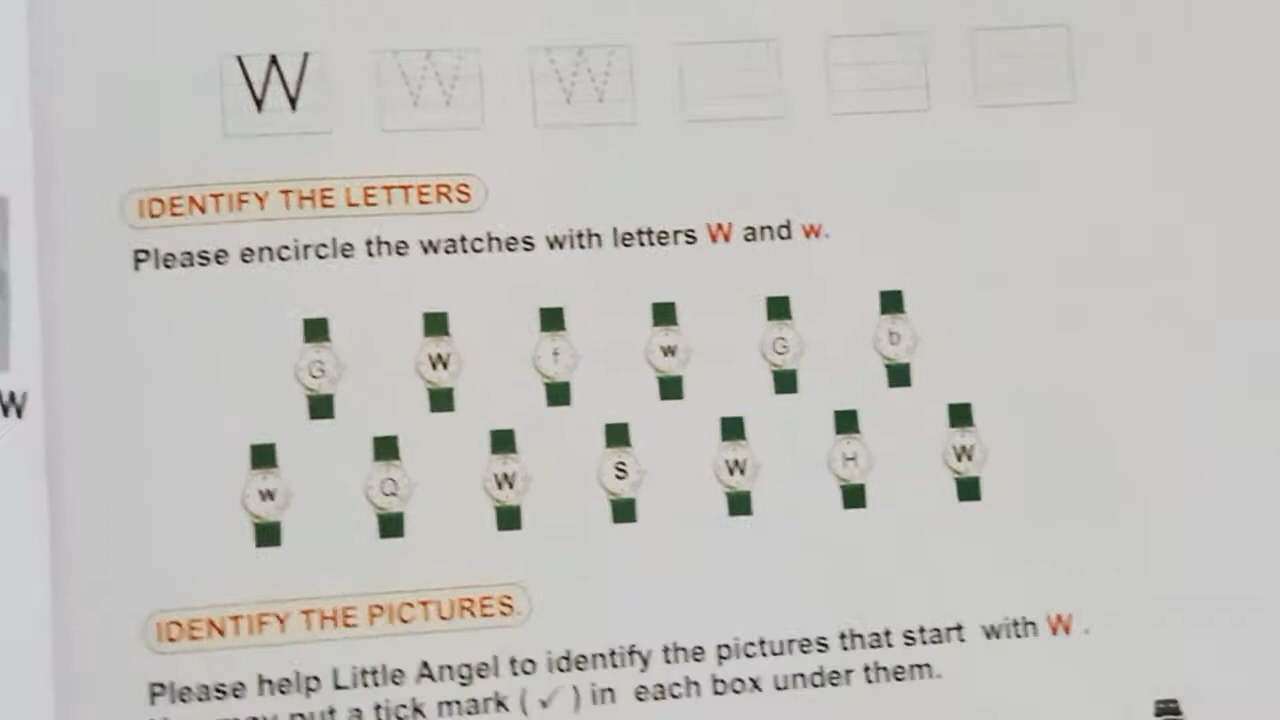 W W W
IDENTIFY THE LETTERS
Please encircle the watches with letters W and w.
G W f w G b
w Q W S W H W
W
IDENTIFY THE PICTURES
Please help Little Angel to identify the pictures that start with W .
put a tick mark ( ✓ ) in each box under them.